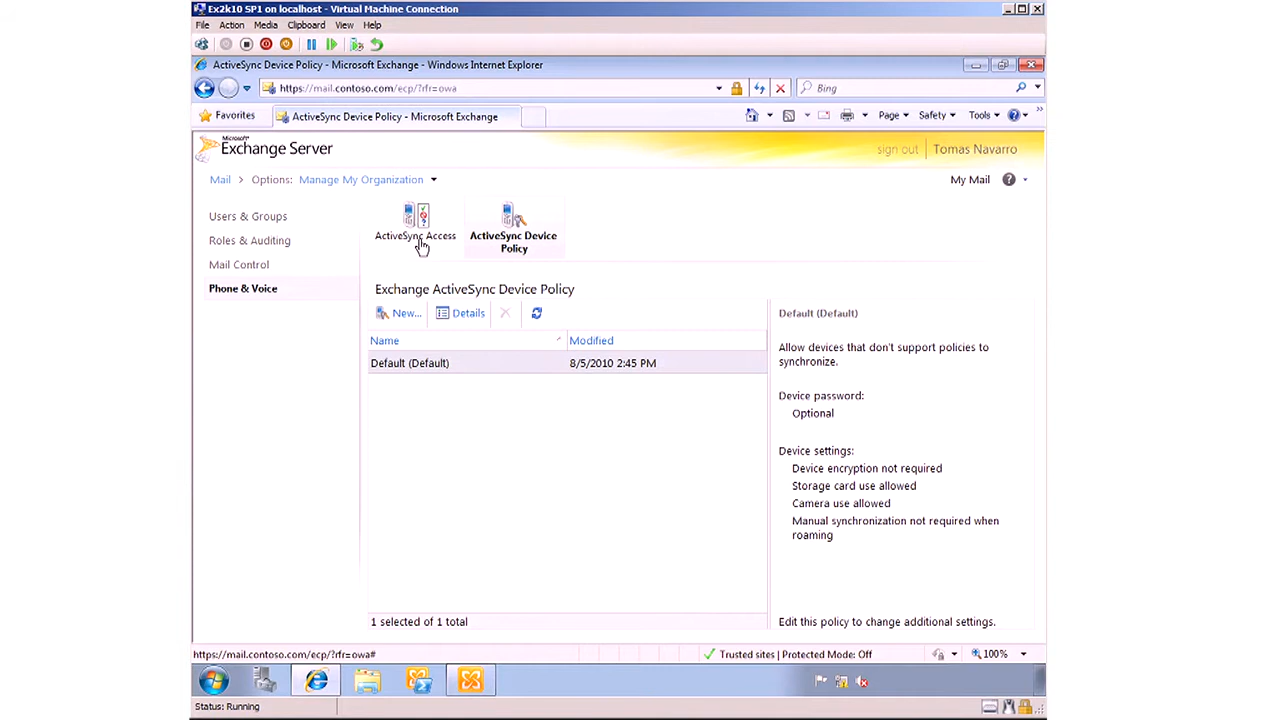 Ex2k10 SP1 on localhost - Virtual Machine Connection
File Action Media Clipboard View Help
ActiveSync Device Policy - Microsoft Exchange - Windows Internet Explorer
https://mail.contoso.com/ecp/?rfr=owa
Bing
Favorites
ActiveSync Device Policy - Microsoft Exchange
Page Safety Tools
Microsoft
Exchange Server
sign out Tomas Navarro
Mail Options: Manage My Organization
My Mail
Users & Groups
Roles & Auditing
Mail Control
Phone & Voice
ActiveSync Access
ActiveSync Device
Policy
Exchange ActiveSync Device Policy
New... Details
Name Modified
Default (Default) 8/5/2010 2:45 PM
1 selected of 1 total
Default (Default)
Allow devices that don't support policies to
synchronize.
Device password:
Optional
Device settings:
Device encryption not required
Storage card use allowed
Camera use allowed
Manual synchronization not required when
roaming
Edit this policy to change additional settings.
https://mail.contoso.com/ecp/?rfr=owa#
Trusted sites | Protected Mode: Off
100%
Status: Running